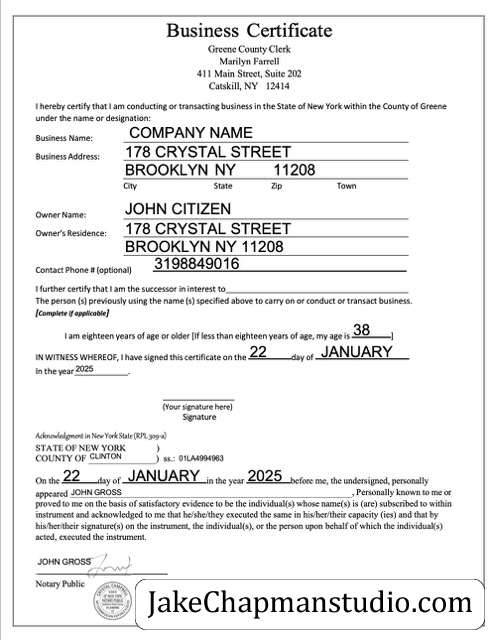 Business Certificate
Greene County Clerk
Marilyn Farrell
411 Main Street, Suite 202
Catskill, NY 12414
I hereby certify that I am conducting or transacting business in the State of New York within the County of Greene
under the name or designation:
Business Name: COMPANY NAME
Business Address: 178 CRYSTAL STREET
BROOKLYN NY 11208
City State Zip Town
Owner Name: JOHN CITIZEN
Owner's Residence: 178 CRYSTAL STREET
BROOKLYN NY 11208
Contact Phone # (optional) 3198849016
I further certify that I am the successor in interest to
The person (s) previously using the name (s) specified above to carry on or conduct or transact business.
[Complete if applicable]
I am eighteen years of age or older [If less than eighteen years of age, my age is 38 ]
IN WITNESS WHEREOF, I have signed this certificate on the 22 day of JANUARY
In the year 2025 .
(Your signature here)
Signature
Acknowledgment in New York State (RPL 309-a)
STATE OF NEW YORK )
COUNTY OF CLINTON ) ss.: 01LA4994963
On the 22 day of JANUARY in the year 2025 before me, the undersigned, personally
appeared JOHN GROSS , Personally known to me or
proved to me on the basis of satisfactory evidence to be the individual(s) whose name(s) is (are) subscribed to within
instrument and acknowledged to me that he/she/they executed the same in his/her/their capacity (ies) and that by
his/her/their signature(s) on the instrument, the individual(s), or the person upon behalf of which the individual(s)
acted, executed the instrument.
JOHN GROSS
Notary Public
JakeChapmanstudio.com